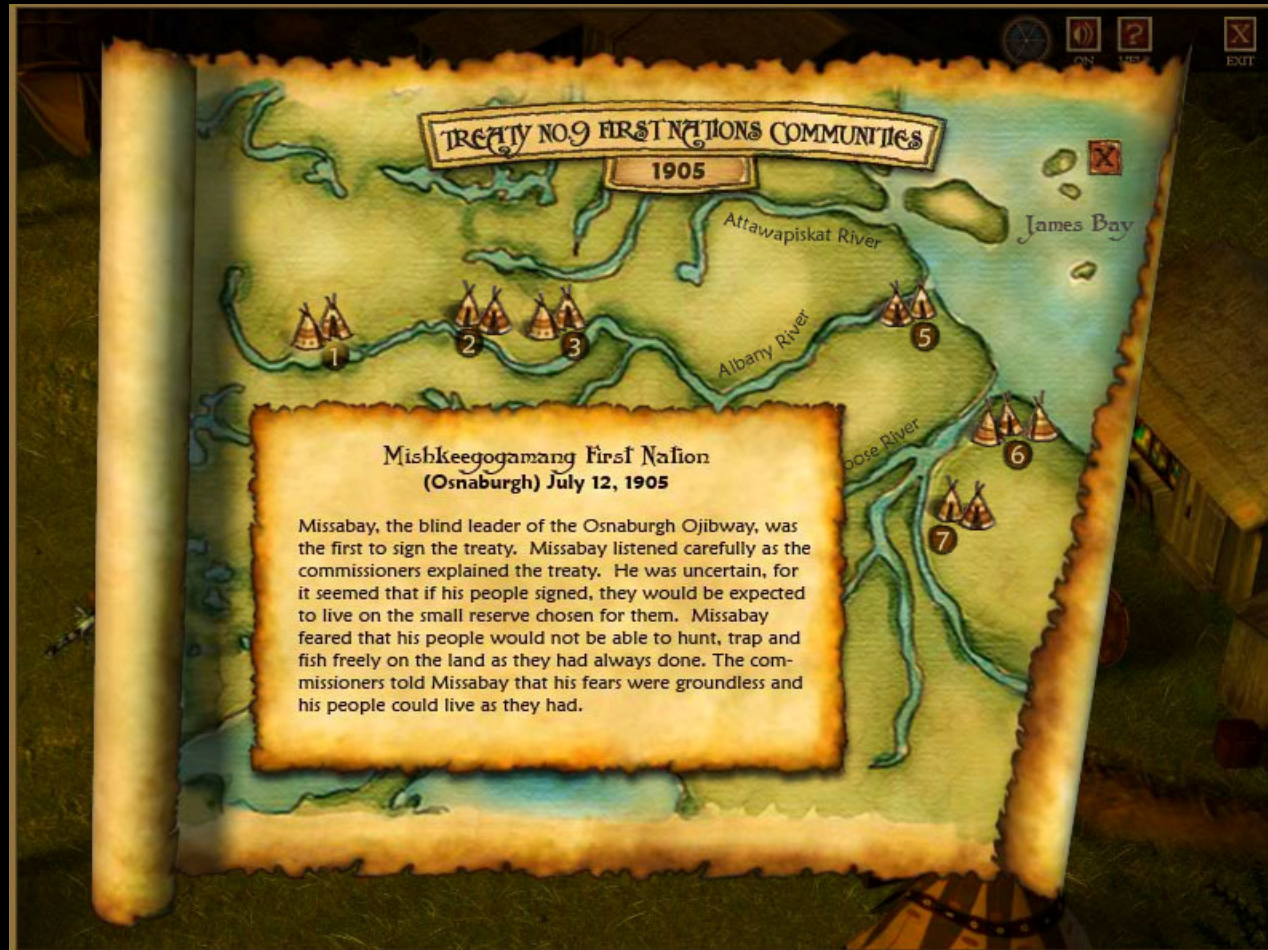 ON
HELP
EXIT
TREATY NO.9 FIRST NATIONS COMMUNITIES
1905
X
X
?
James Bay
Attawapiskat River
Albany River
1
2
3
5
6
7
River
Mishkeegogamang First Nation
(Osnaburgh) July 12, 1905
Missabay, the blind leader of the Osnaburgh Ojibway, was
the first to sign the treaty. Missabay listened carefully as the
commissioners explained the treaty. He was uncertain, for
it seemed that if his people signed, they would be expected
to live on the small reserve chosen for them. Missabay
feared that his people would not be able to hunt, trap and
fish freely on the land as they had always done. The com-
missioners told Missabay that his fears were groundless and
his people could live as they had.